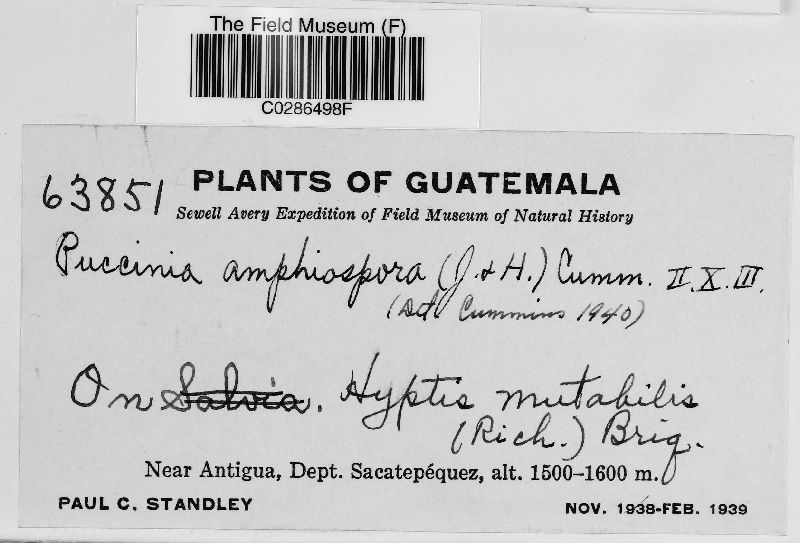 The Field Museum (F)
C0286498F
63851 PLANTS OF GUATEMALA
Sewell Avery Expedition of Field Museum of Natural History
Puccinia amphiospora (J. & H.) Cumm. II. X. III.
(Det. Cummins 1940)
On Salvia. Hyptis mutabilis
(Rich.) Briq.
Near Antigua, Dept. Sacatepéquez, alt. 1500–1600 m.
PAUL C. STANDLEY NOV. 1938-FEB. 1939